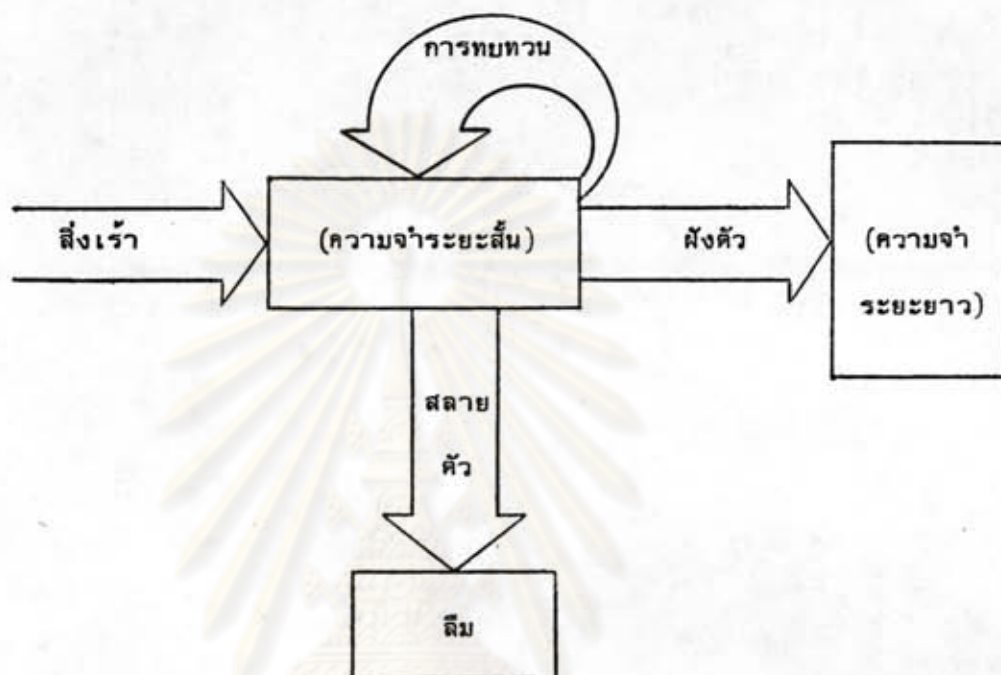 การทบทวน
สิ่งเร้า
(ความจำระยะสั้น)
ฝังตัว
(ความจำ
ระยะยาว)
สลาย
ตัว
ลืม